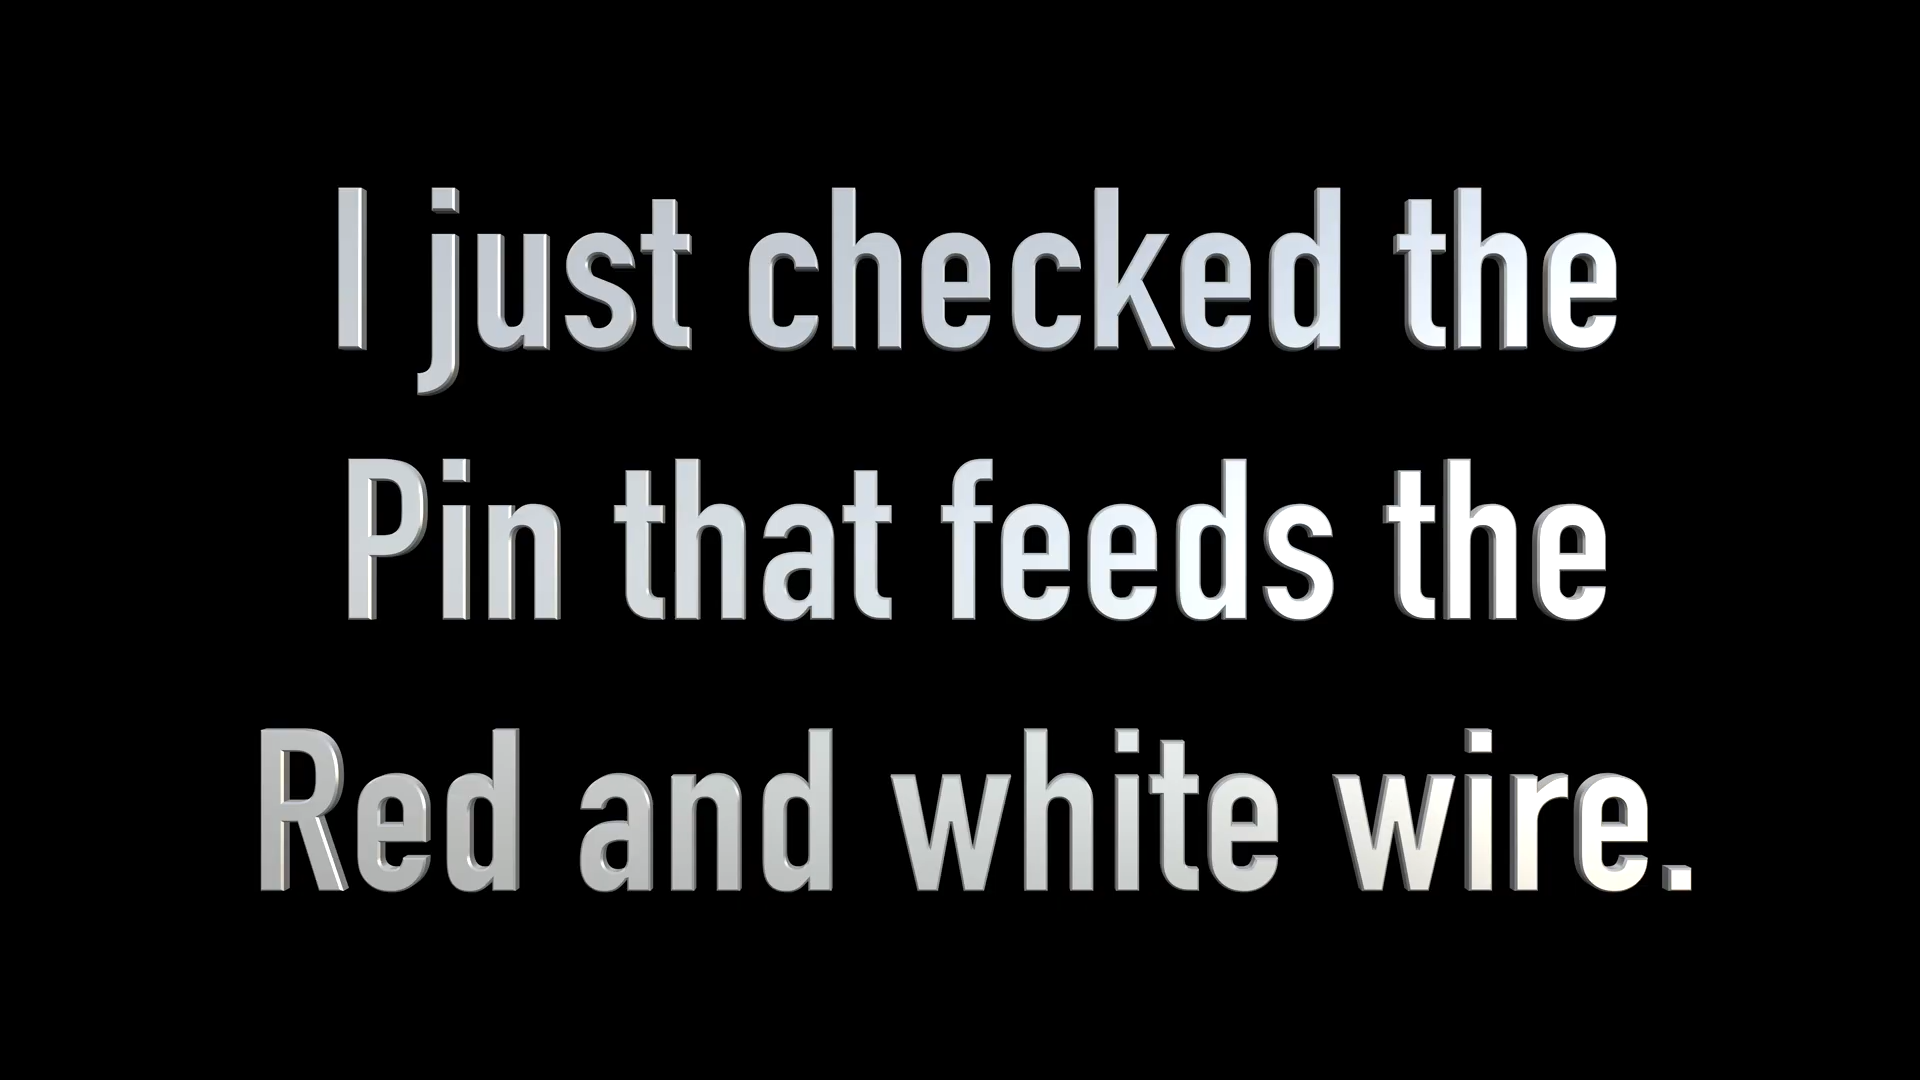 I just checked the
Pin that feeds the
Red and white wire.